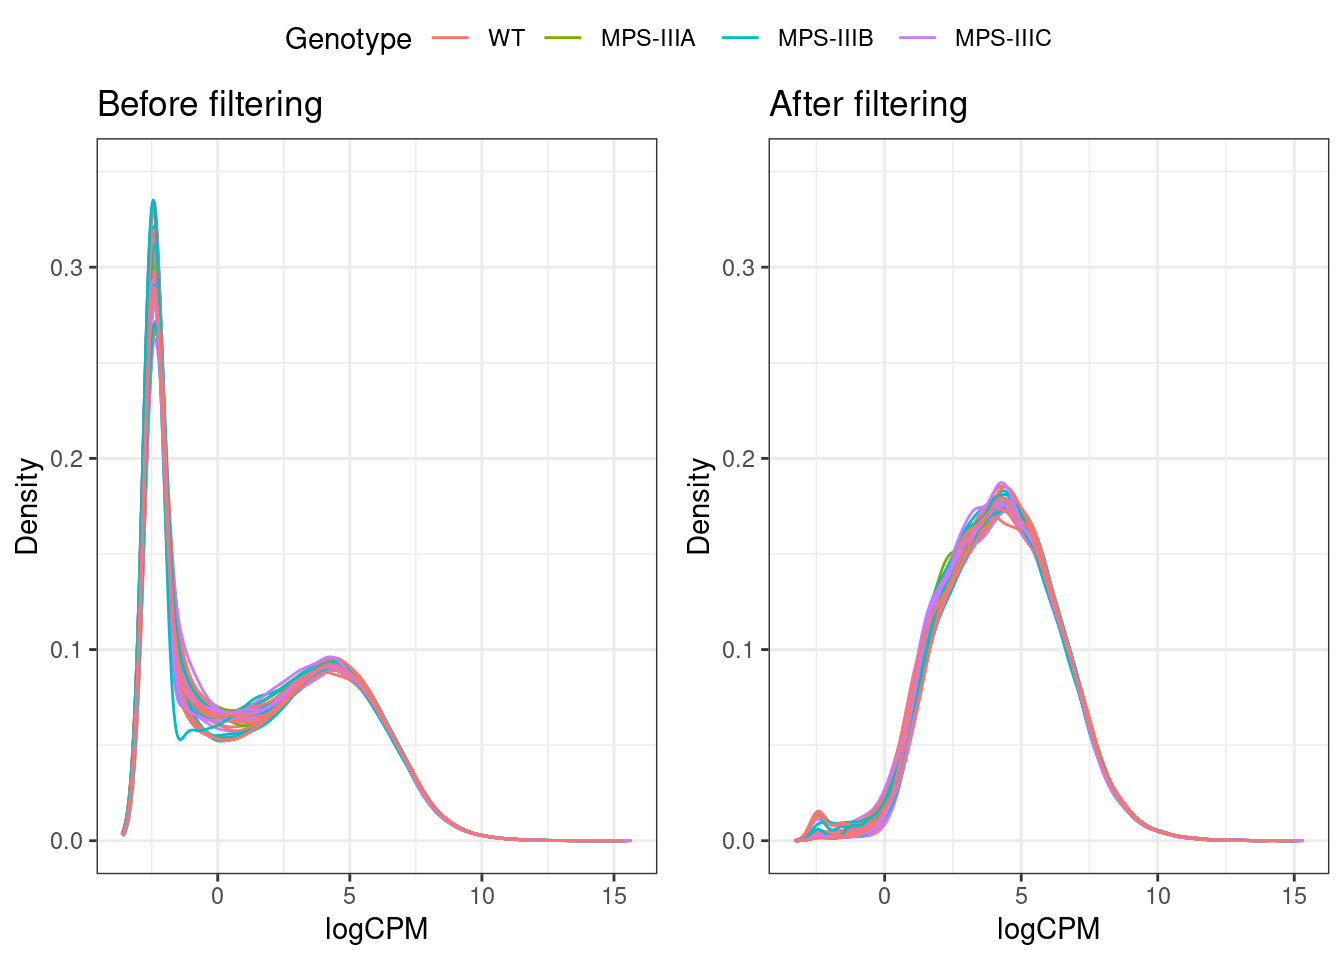 Genotype WT MPS-IIIA MPS-IIIB MPS-IIIC
Before filtering
After filtering
Density
0.3
0.2
0.1
0.0
0 5 10 15
logCPM
Density
0.3
0.2
0.1
0.0
0 5 10 15
logCPM